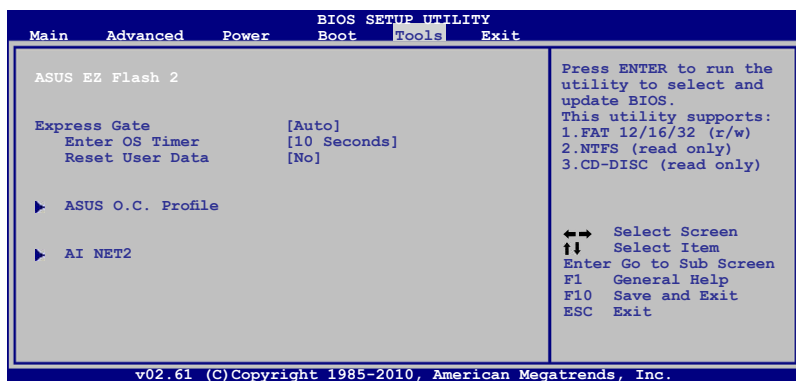 BIOS SETUP UTILITY
Main Advanced Power Boot Tools Exit
ASUS EZ Flash 2
Express Gate [Auto]
Enter OS Timer [10 Seconds]
Reset User Data [No]
ASUS O.C. Profile
AI NET2
Press ENTER to run the
utility to select and
update BIOS.
This utility supports:
1.FAT 12/16/32 (r/w)
2.NTFS (read only)
3.CD-DISC (read only)
←→ Select Screen
↑↓ Select Item
Enter Go to Sub Screen
F1 General Help
F10 Save and Exit
ESC Exit
v02.61 (C)Copyright 1985-2010, American Megatrends, Inc.